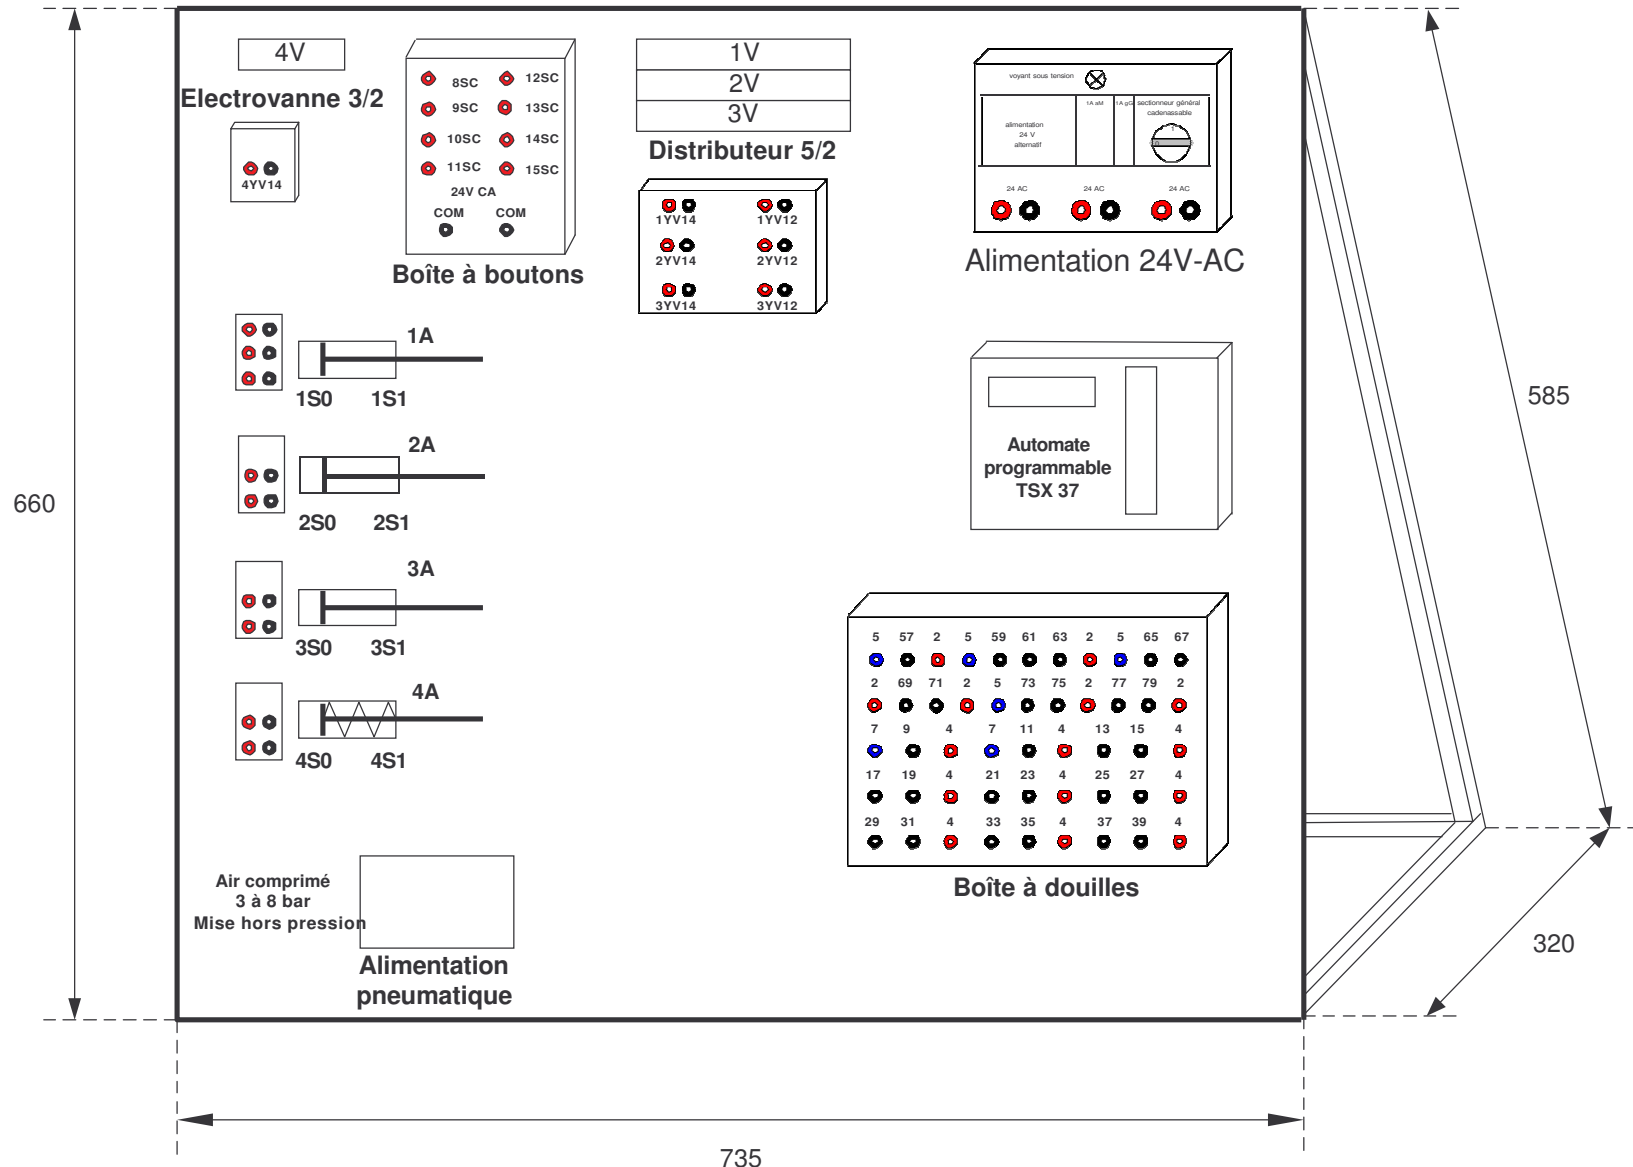 4V
Electrovanne 3/2
4YV14
8SC 12SC
9SC 13SC
10SC 14SC
11SC 15SC
24V CA
COM COM
Boîte à boutons
1V
2V
3V
Distributeur 5/2
1YV14 1YV12
2YV14 2YV12
3YV14 3YV12
voyant sous tension
alimentation
24 V
alternatif
1A aM
1A gG
sectionneur général
cadenassable
1
0
24 AC 24 AC 24 AC
Alimentation 24V-AC
1A
1S0 1S1
2A
2S0 2S1
3A
3S0 3S1
4A
4S0 4S1
Automate
programmable
TSX 37
5 57 2 5 59 61 63 2 5 65 67
2 69 71 2 5 73 75 2 77 79 2
7 9 4 7 11 4 13 15 4
17 19 4 21 23 4 25 27 4
29 31 4 33 35 4 37 39 4
Boîte à douilles
Air comprimé
3 à 8 bar
Mise hors pression
Alimentation
pneumatique
660
585
320
735